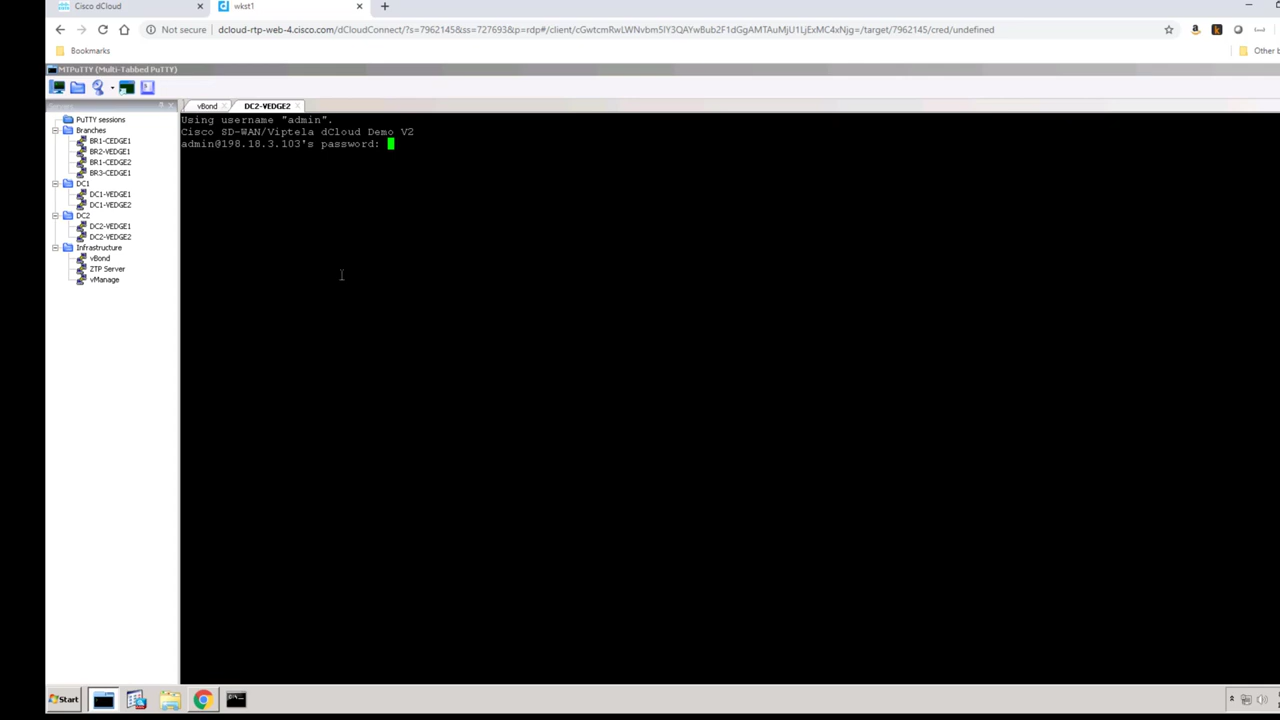 Cisco dCloud
wkst1
Not secure
dcloud-rtp-web-4.cisco.com/dCloudConnect/?s=7962145&ss=727693&p=rdp#/client/cGwtcmRwLWNvbm5lY3QAYwBub2F1dGgAMTAuMjU1LjExMC4xNjg=/target/7962145/cred/undefined
Bookmarks
Other b
MTPuTTY (Multi-Tabbed PuTTY)
Servers
PuTTY sessions
Branches
BR1-CEDGE1
BR2-VEDGE1
BR1-CEDGE2
BR3-CEDGE1
DC1
DC1-VEDGE1
DC1-VEDGE2
DC2
DC2-VEDGE1
DC2-VEDGE2
Infrastructure
vBond
ZTP Server
vManage
vBond
DC2-VEDGE2
Using username "admin".
Cisco SD-WAN/Viptela dCloud Demo V2
admin@198.18.3.103's password:
Start